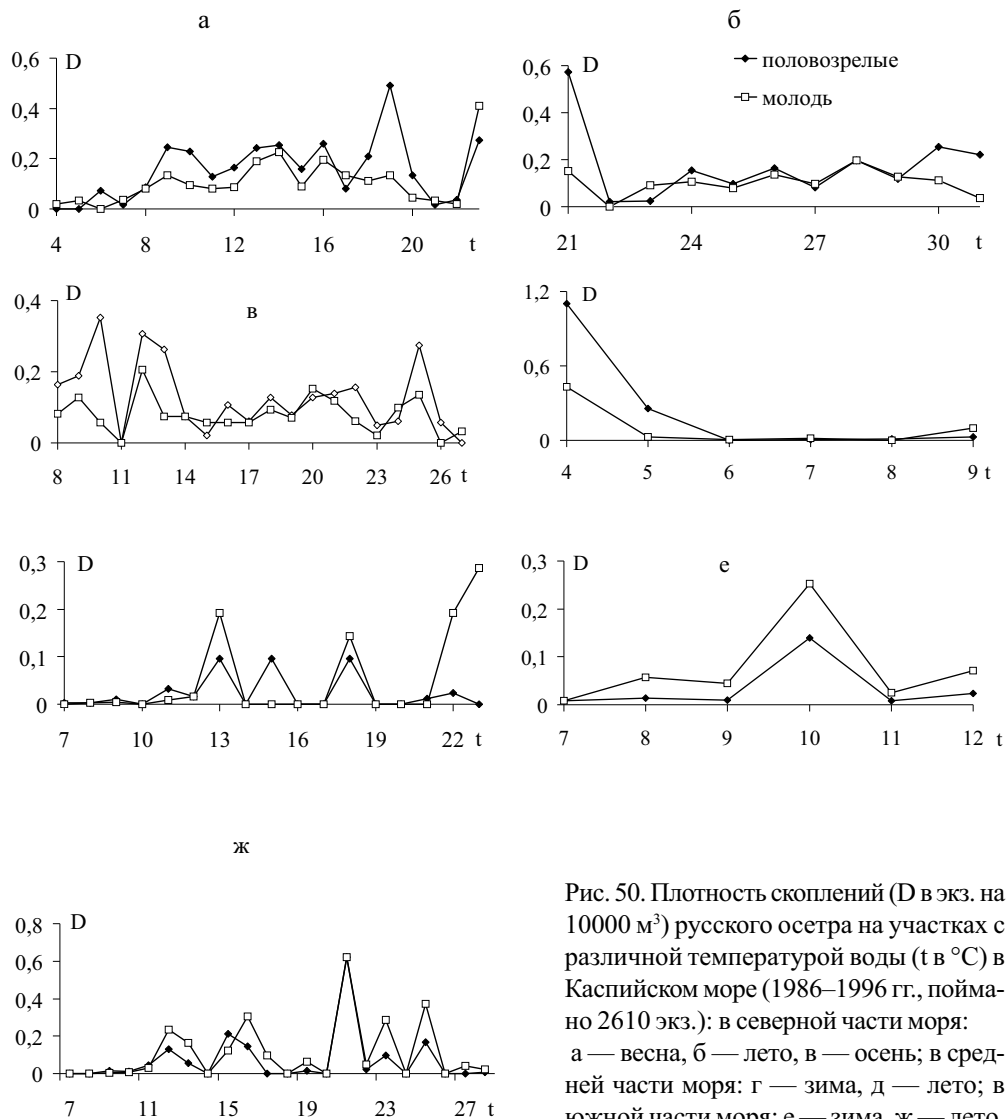 а
0,6
D
0,4
0,2
0
4 8 12 16 20 t
б
0,6
D
половозрелые
молодь
0,4
0,2
0
21 24 27 30
0,4
D
в
0,2
0
8 11 14 17 20 23 26 t
1,2
D
0,6
0
4 5 6 7 8 9 t
0,3
D
0,2
0,1
0
7 10 13 16 19 22 t
0,3
D
е
0,2
0,1
0
7 8 9 10 11 12 t
ж
0,8
D
0,6
0,4
0,2
0
7 11 15 19 23 27 t
Рис. 50. Плотность скоплений (D в экз. на
10000 м³) русского осетра на участках с
различной температурой воды (t в °C) в
Каспийском море (1986–1996 гг., пойма-
но 2610 экз.): в северной части моря:
а — весна, б — лето, в — осень; в сред-
ней части моря: г — зима, д — лето; в
южной части моря: е — зима, ж — лето